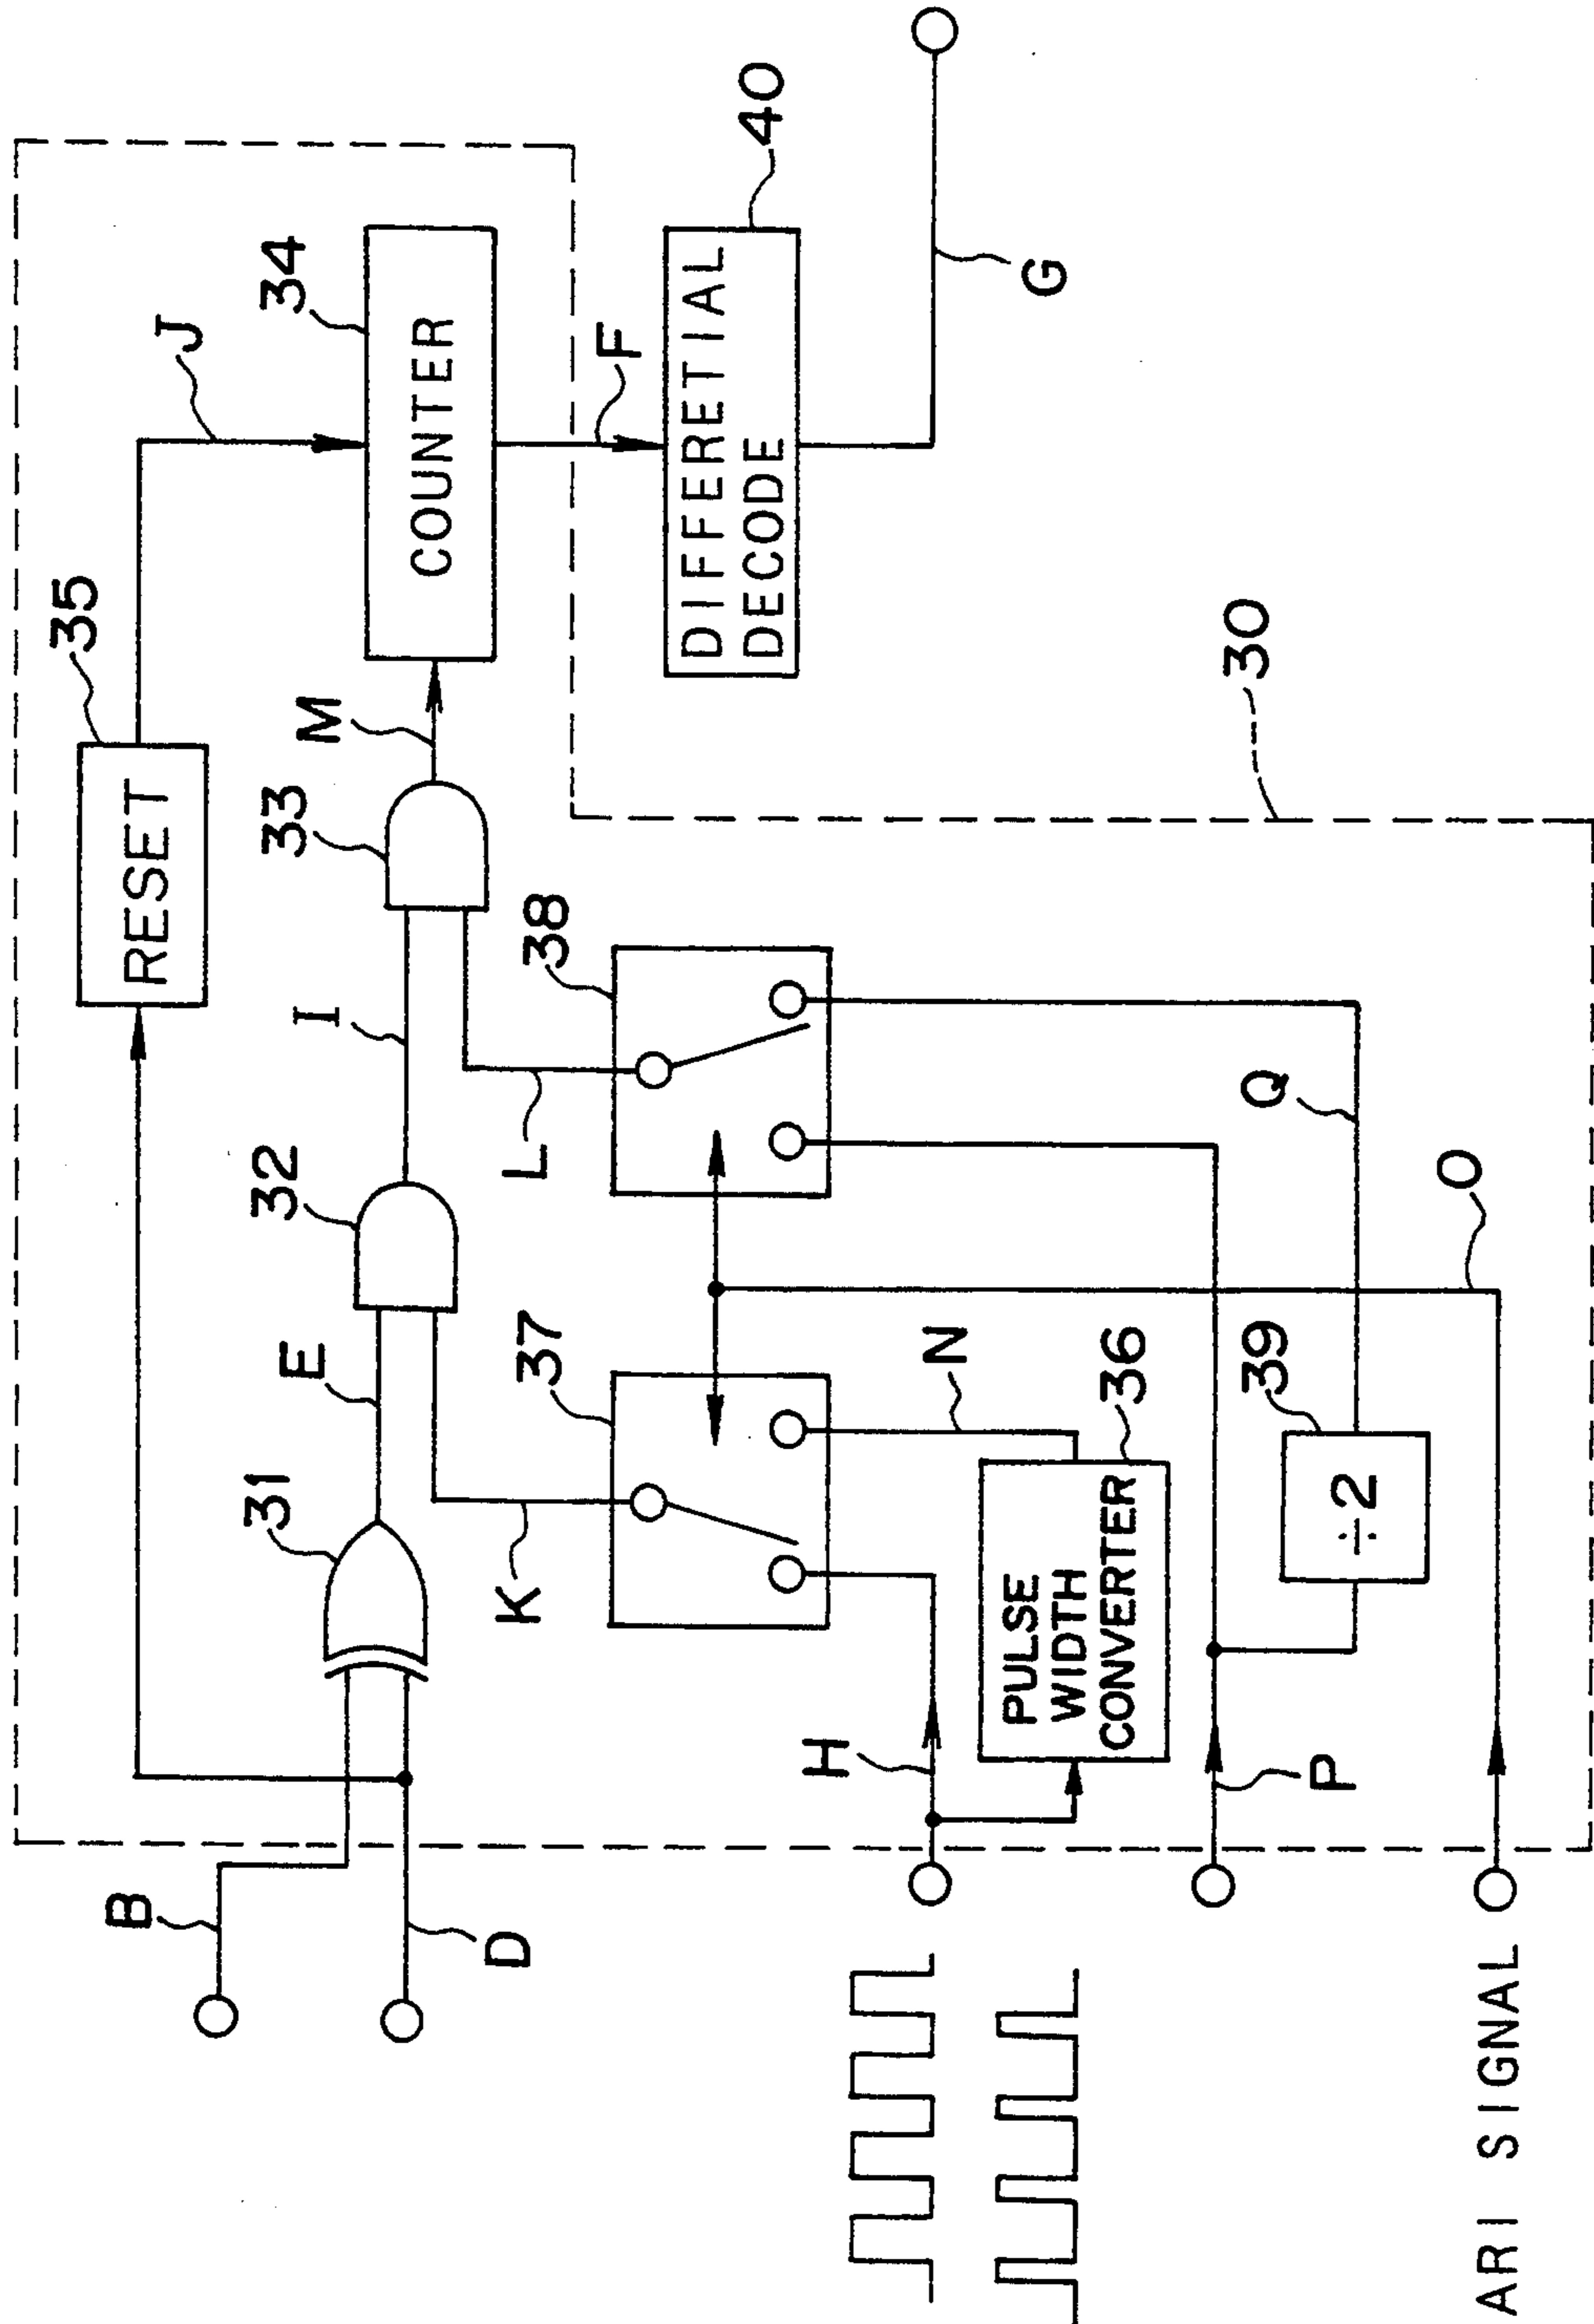 B
D
31
E
32
I
33
M
35
RESET
J
34
COUNTER
F
DIFFERETIAL
DECODE
40
G
K
37
L
38
H
N
PULSE
WIDTH
CONVERTER
36
P
39
÷2
Q
O
30
ARI SIGNAL